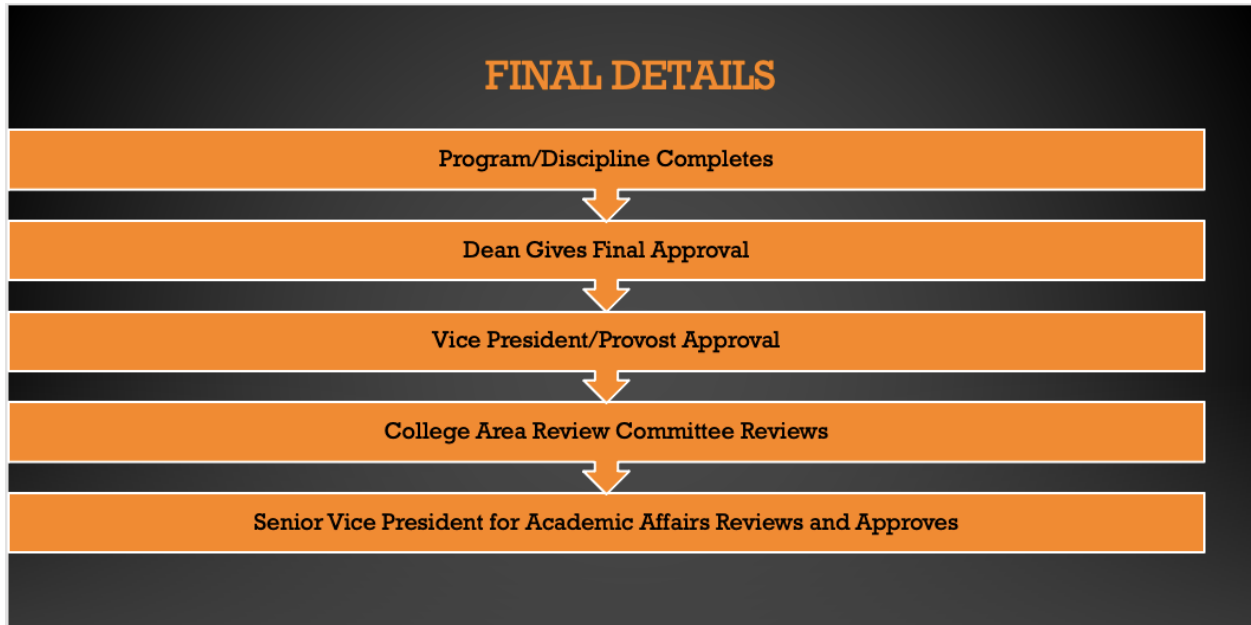 FINAL DETAILS
Program/Discipline Completes
Dean Gives Final Approval
Vice President/Provost Approval
College Area Review Committee Reviews
Senior Vice President for Academic Affairs Reviews and Approves